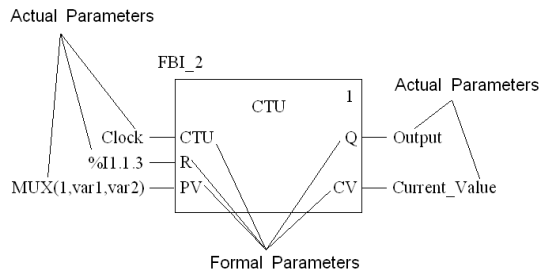 Actual Parameters
FBI_2
Actual Parameters
CTU 1
Clock CTU Q Output
%I1.1.3 R
MUX(1,var1,var2) PV CV Current_Value
Formal Parameters